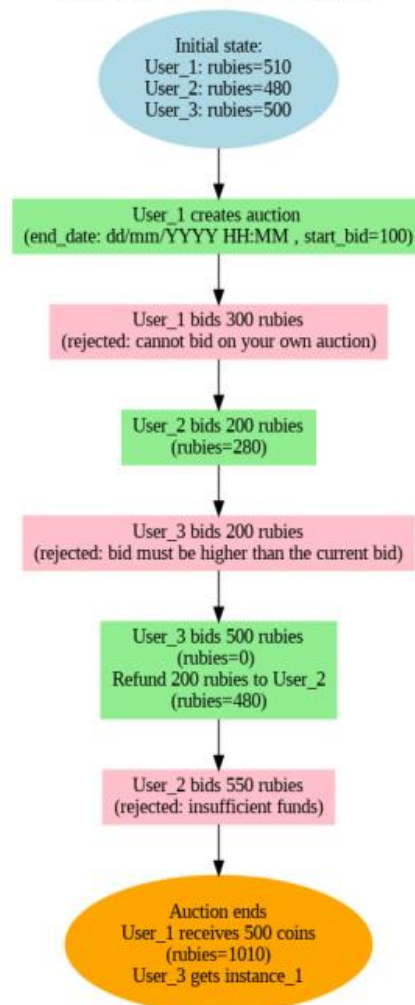 Initial state:
User_1: rubies=510
User_2: rubies=480
User_3: rubies=500
User_1 creates auction
(end_date: dd/mm/YYYY HH:MM , start_bid=100)
User_1 bids 300 rubies
(rejected: cannot bid on your own auction)
User_2 bids 200 rubies
(rubies=280)
User_3 bids 200 rubies
(rejected: bid must be higher than the current bid)
User_3 bids 500 rubies
(rubies=0)
Refund 200 rubies to User_2
(rubies=480)
User_2 bids 550 rubies
(rejected: insufficient funds)
Auction ends
User_1 receives 500 coins
(rubies=1010)
User_3 gets instance_1